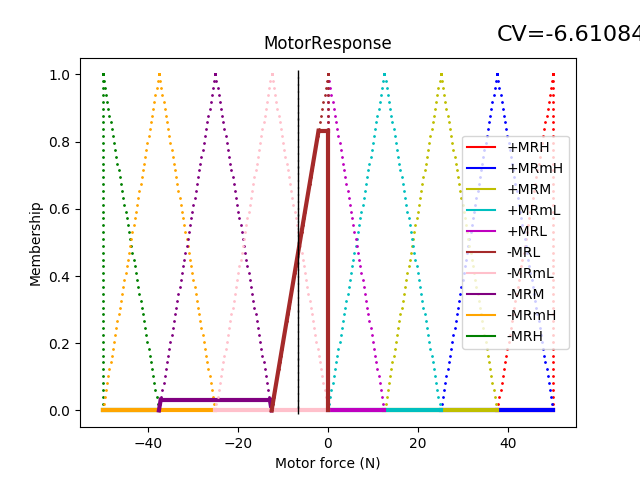 CV=-6.61084
MotorResponse
1.0
0.8
0.6
0.4
0.2
0.0
Membership
−40
−20
0
20
40
Motor force (N)
+MRH
+MRmH
+MRM
+MRmL
+MRL
-MRL
-MRmL
-MRM
-MRmH
-MRH